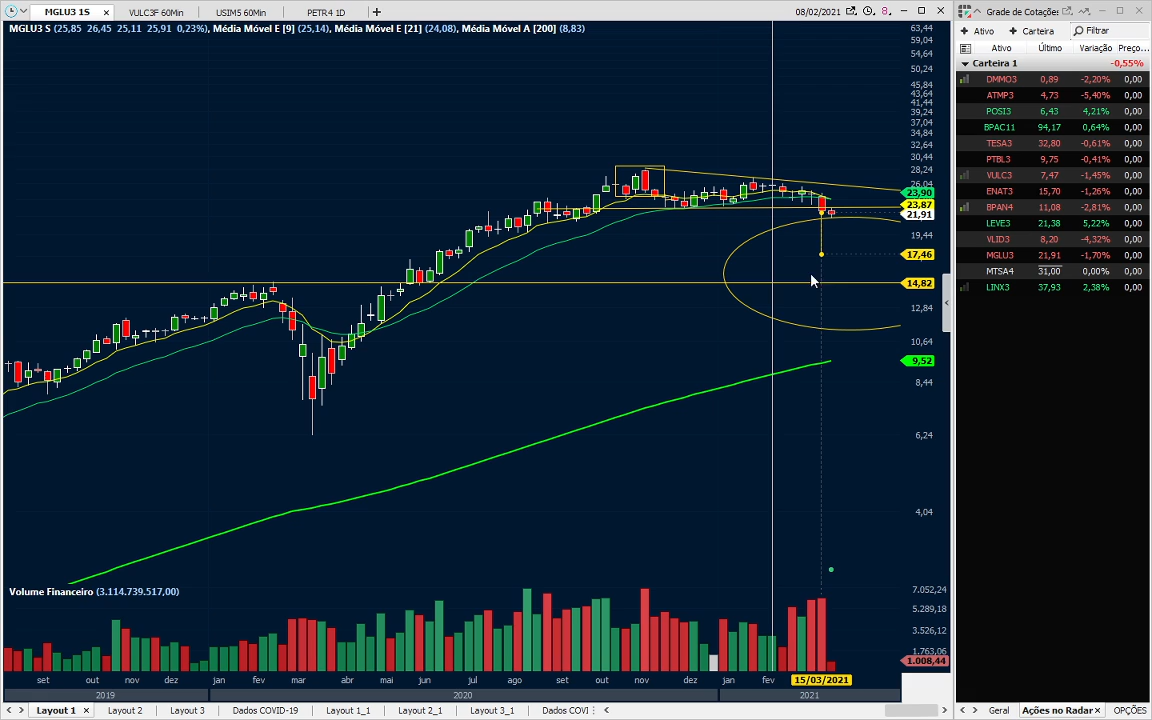 MGLU3 1S × VULC3F 60Min USIM5 60Min PETR4 1D + 08/02/2021 8
MGLU3 S (25,85 26,45 25,11 25,91 0,23%), Média Móvel E [9] (25,14), Média Móvel E [21] (24,08), Média Móvel A [200] (8,83)
63,44
59,04
54,64
50,24
45,84
43,64
41,44
39,24
37,04
34,84
32,64
30,44
28,24
26,04
23,90
23,87
21,91
19,44
17,46
14,82
12,84
10,64
9,52
8,44
6,24
4,04
Volume Financeiro (3.114.739.517,00)
7.052,24
5.289,18
3.526,12
1.763,06
1.008,44
set out nov dez jan fev mar abr mai jun jul ago set out nov dez jan fev 15/03/2021
2019 2020 2021
Layout 1 × Layout 2 Layout 3 Dados COVID-19 Layout 1_1 Layout 2_1 Layout 3_1 Dados COVI
Grade de Cotações
+ Ativo + Carteira Filtrar
Ativo Último Variação Preço...
Carteira 1 -0,55%
DMMO3 0,89 -2,20% 0,00
ATMP3 4,73 -5,40% 0,00
POSI3 6,43 4,21% 0,00
BPAC11 94,17 0,64% 0,00
TESA3 32,80 -0,61% 0,00
PTBL3 9,75 -0,41% 0,00
VULC3 7,47 -1,45% 0,00
ENAT3 15,70 -1,26% 0,00
BPAN4 11,08 -2,81% 0,00
LEVE3 21,38 5,22% 0,00
VLID3 8,20 -4,32% 0,00
MGLU3 21,91 -1,70% 0,00
MTSA4 31,00 0,00% 0,00
LINX3 37,93 2,38% 0,00
Geral Ações no Radar × OPÇÕES